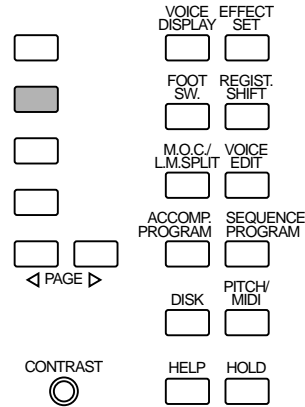 VOICE EFFECT
DISPLAY SET
FOOT REGIST.
SW. SHIFT
M.O.C./ VOICE
L.M.SPLIT EDIT
ACCOMP. SEQUENCE
PROGRAM PROGRAM
PAGE
DISK PITCH/
MIDI
CONTRAST HELP HOLD